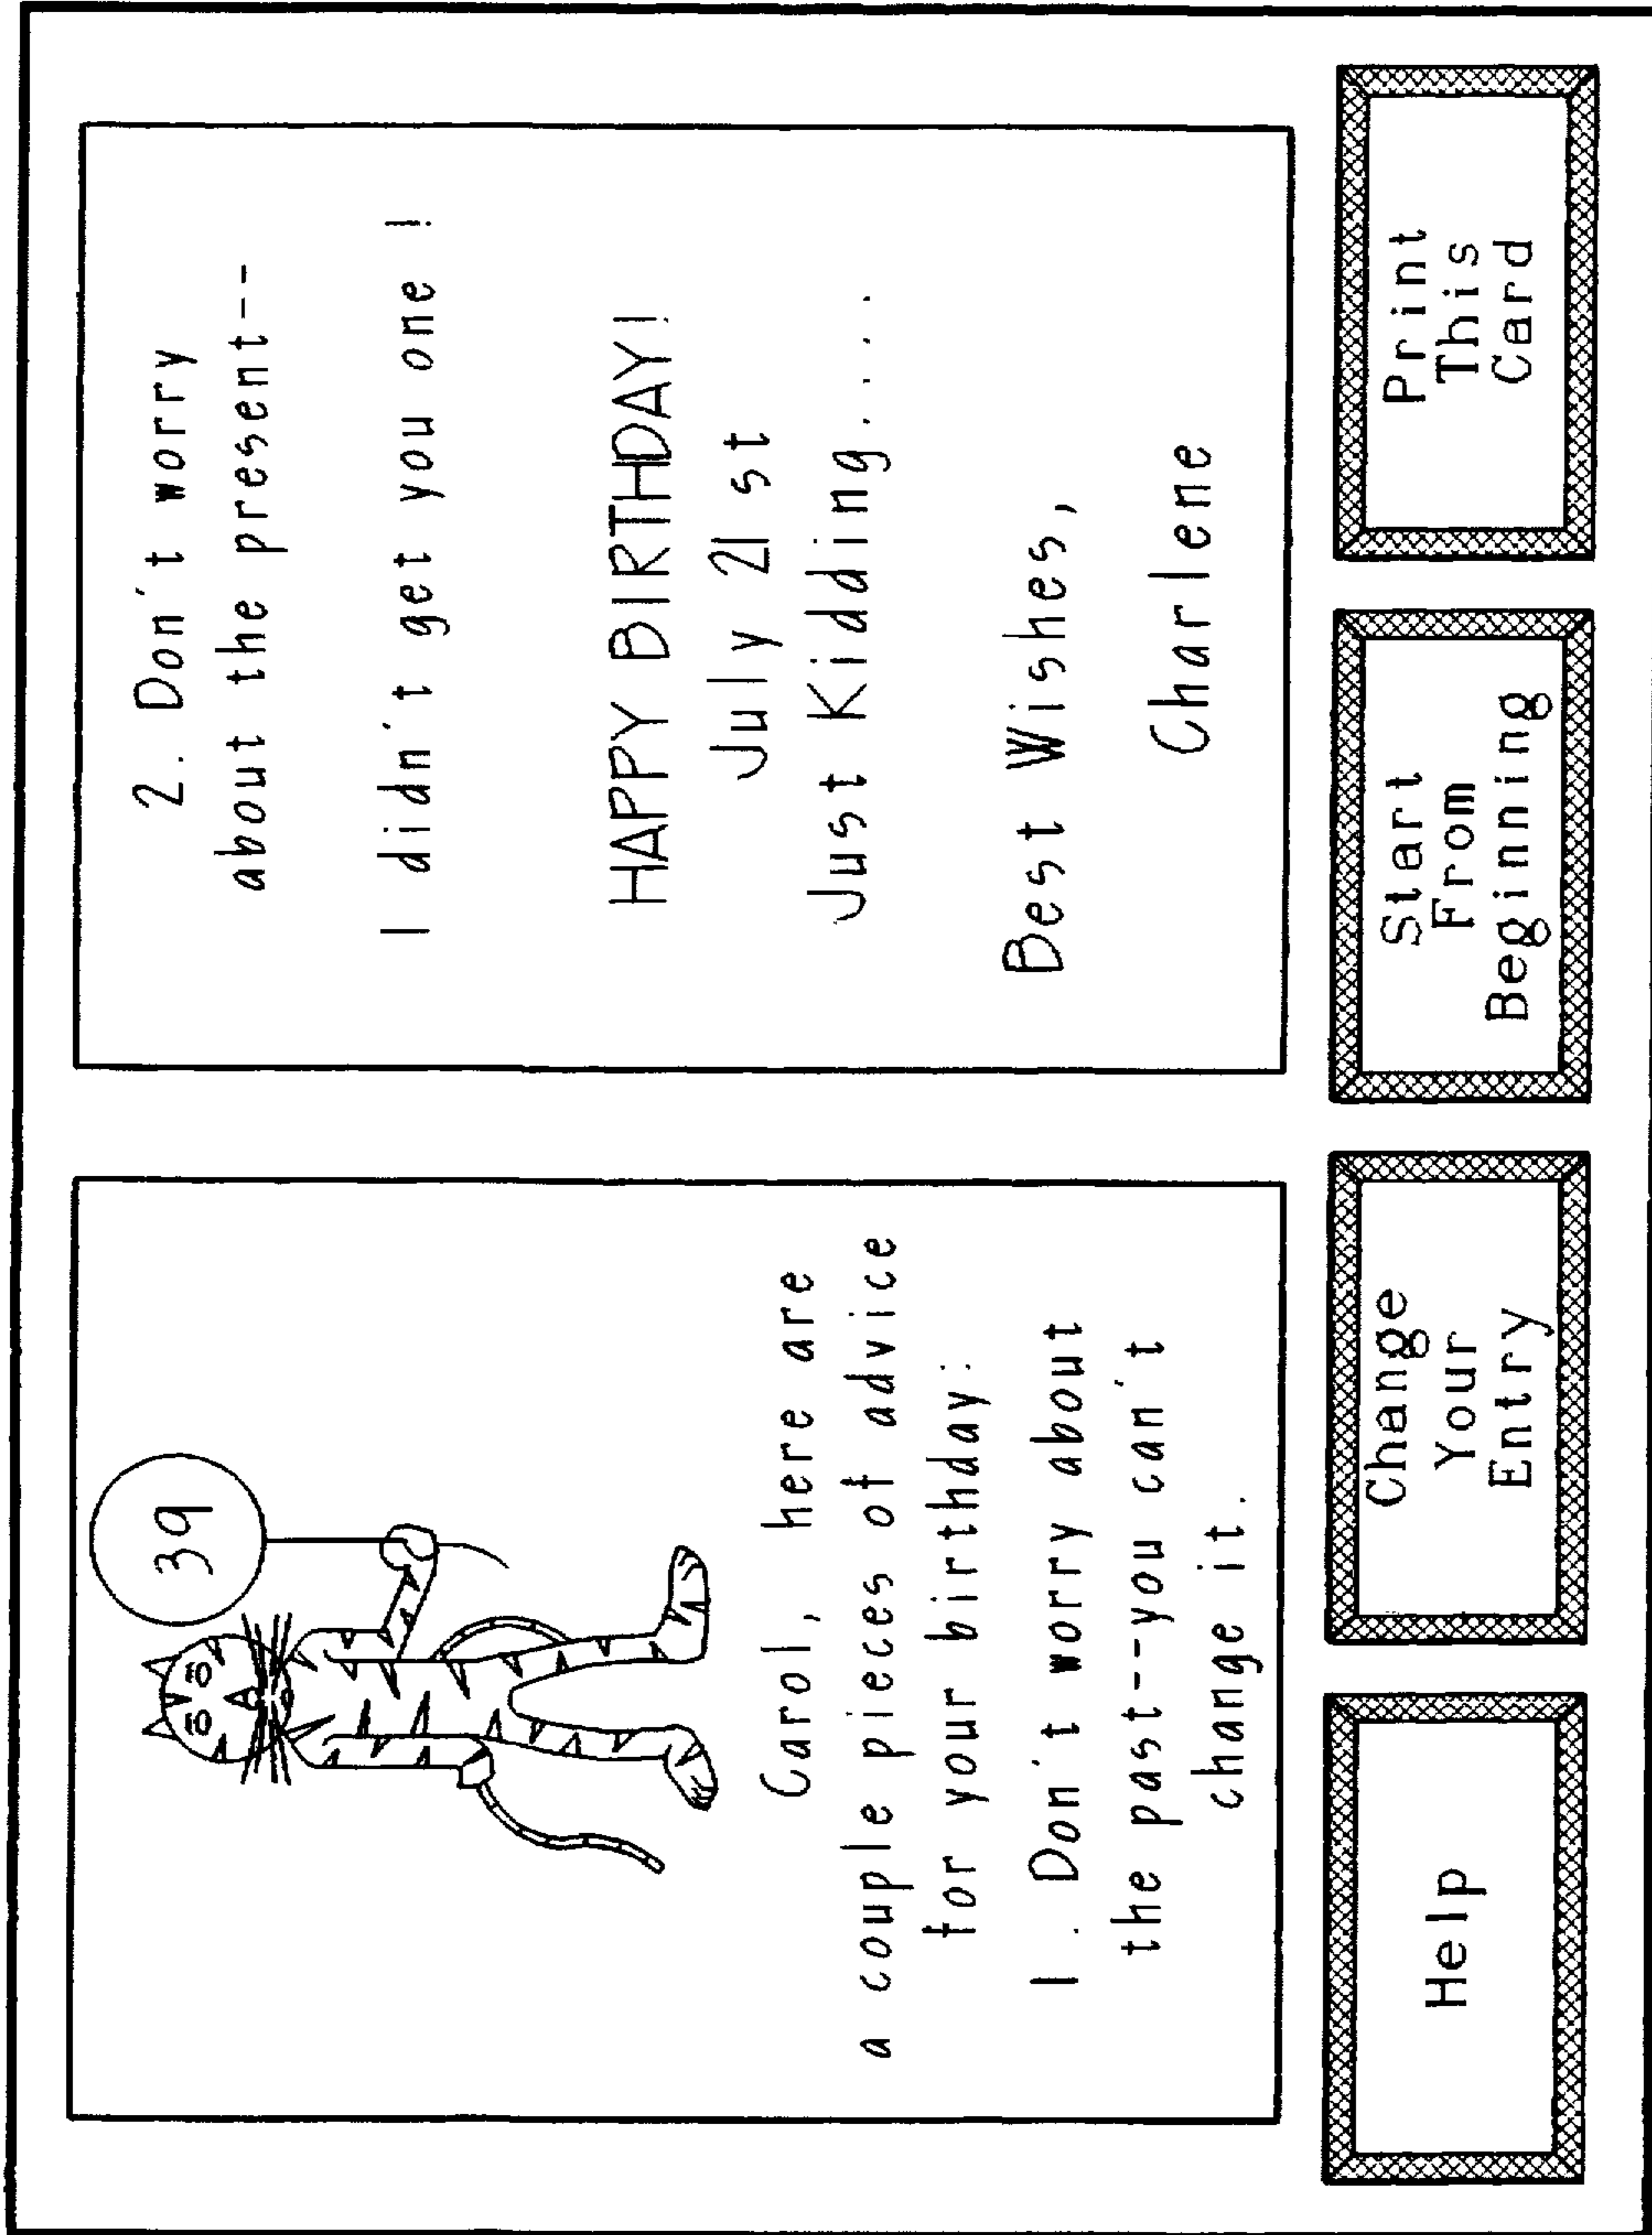 39
Carol, here are
a couple pieces of advice
for your birthday:
1. Don't worry about
the past--you can't
change it.
2. Don't worry
about the present--
I didn't get you one!
HAPPY BIRTHDAY!
July 21st
Just Kidding....
Best Wishes,
Charlene
Help
Change
Your
Entry
Start
From
Beginning
Print
This
Card